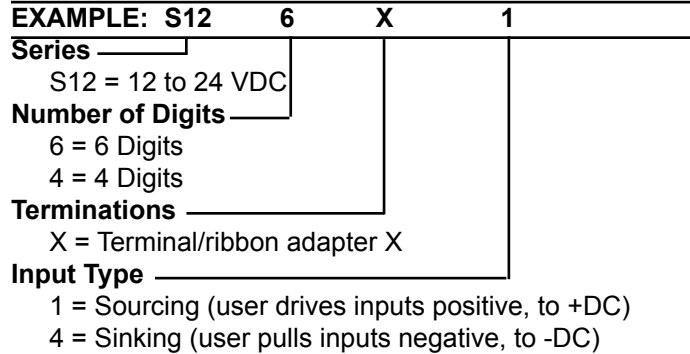 EXAMPLE: S12 6 X 1
Series
S12 = 12 to 24 VDC
Number of Digits
6 = 6 Digits
4 = 4 Digits
Terminations
X = Terminal/ribbon adapter X
Input Type
1 = Sourcing (user drives inputs positive, to +DC)
4 = Sinking (user pulls inputs negative, to -DC)